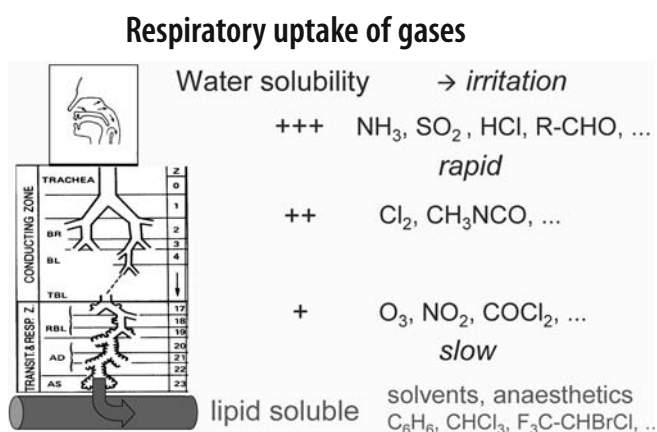 Respiratory uptake of gases
Water solubility → irritation
+++ NH₃, SO₂, HCl, R-CHO, ...
rapid
++ Cl₂, CH₃NCO, ...
+ O₃, NO₂, COCl₂, ...
slow
lipid soluble
solvents, anaesthetics
C₆H₆, CHCl₃, F₃C-CHBrCl, ..
CONDUCTING ZONE
TRANSIT.& RESP. Z.
Z
TRACHEA 0
1
BR 2
3
BL 4
TBL
17
RBL 18
19
20
AD 21
22
AS 23